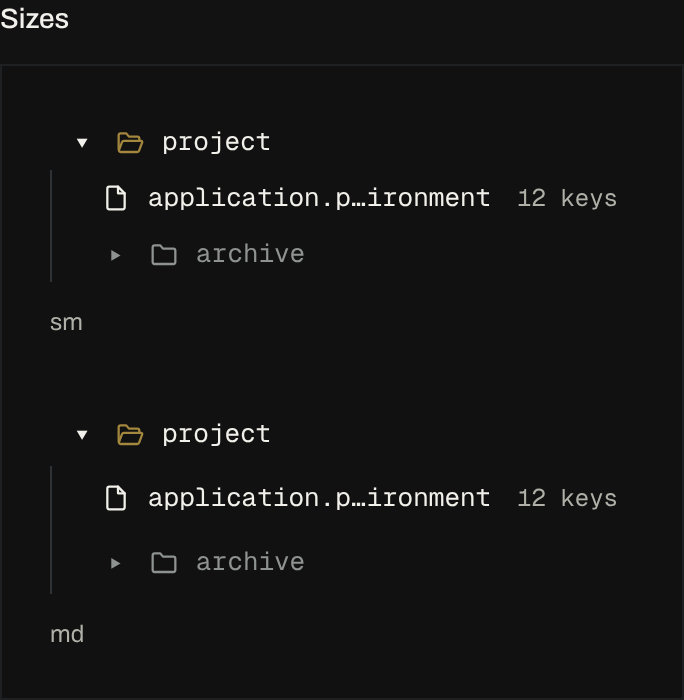 Sizes
project
application.p…ironment 12 keys
archive
sm
project
application.p…ironment 12 keys
archive
md